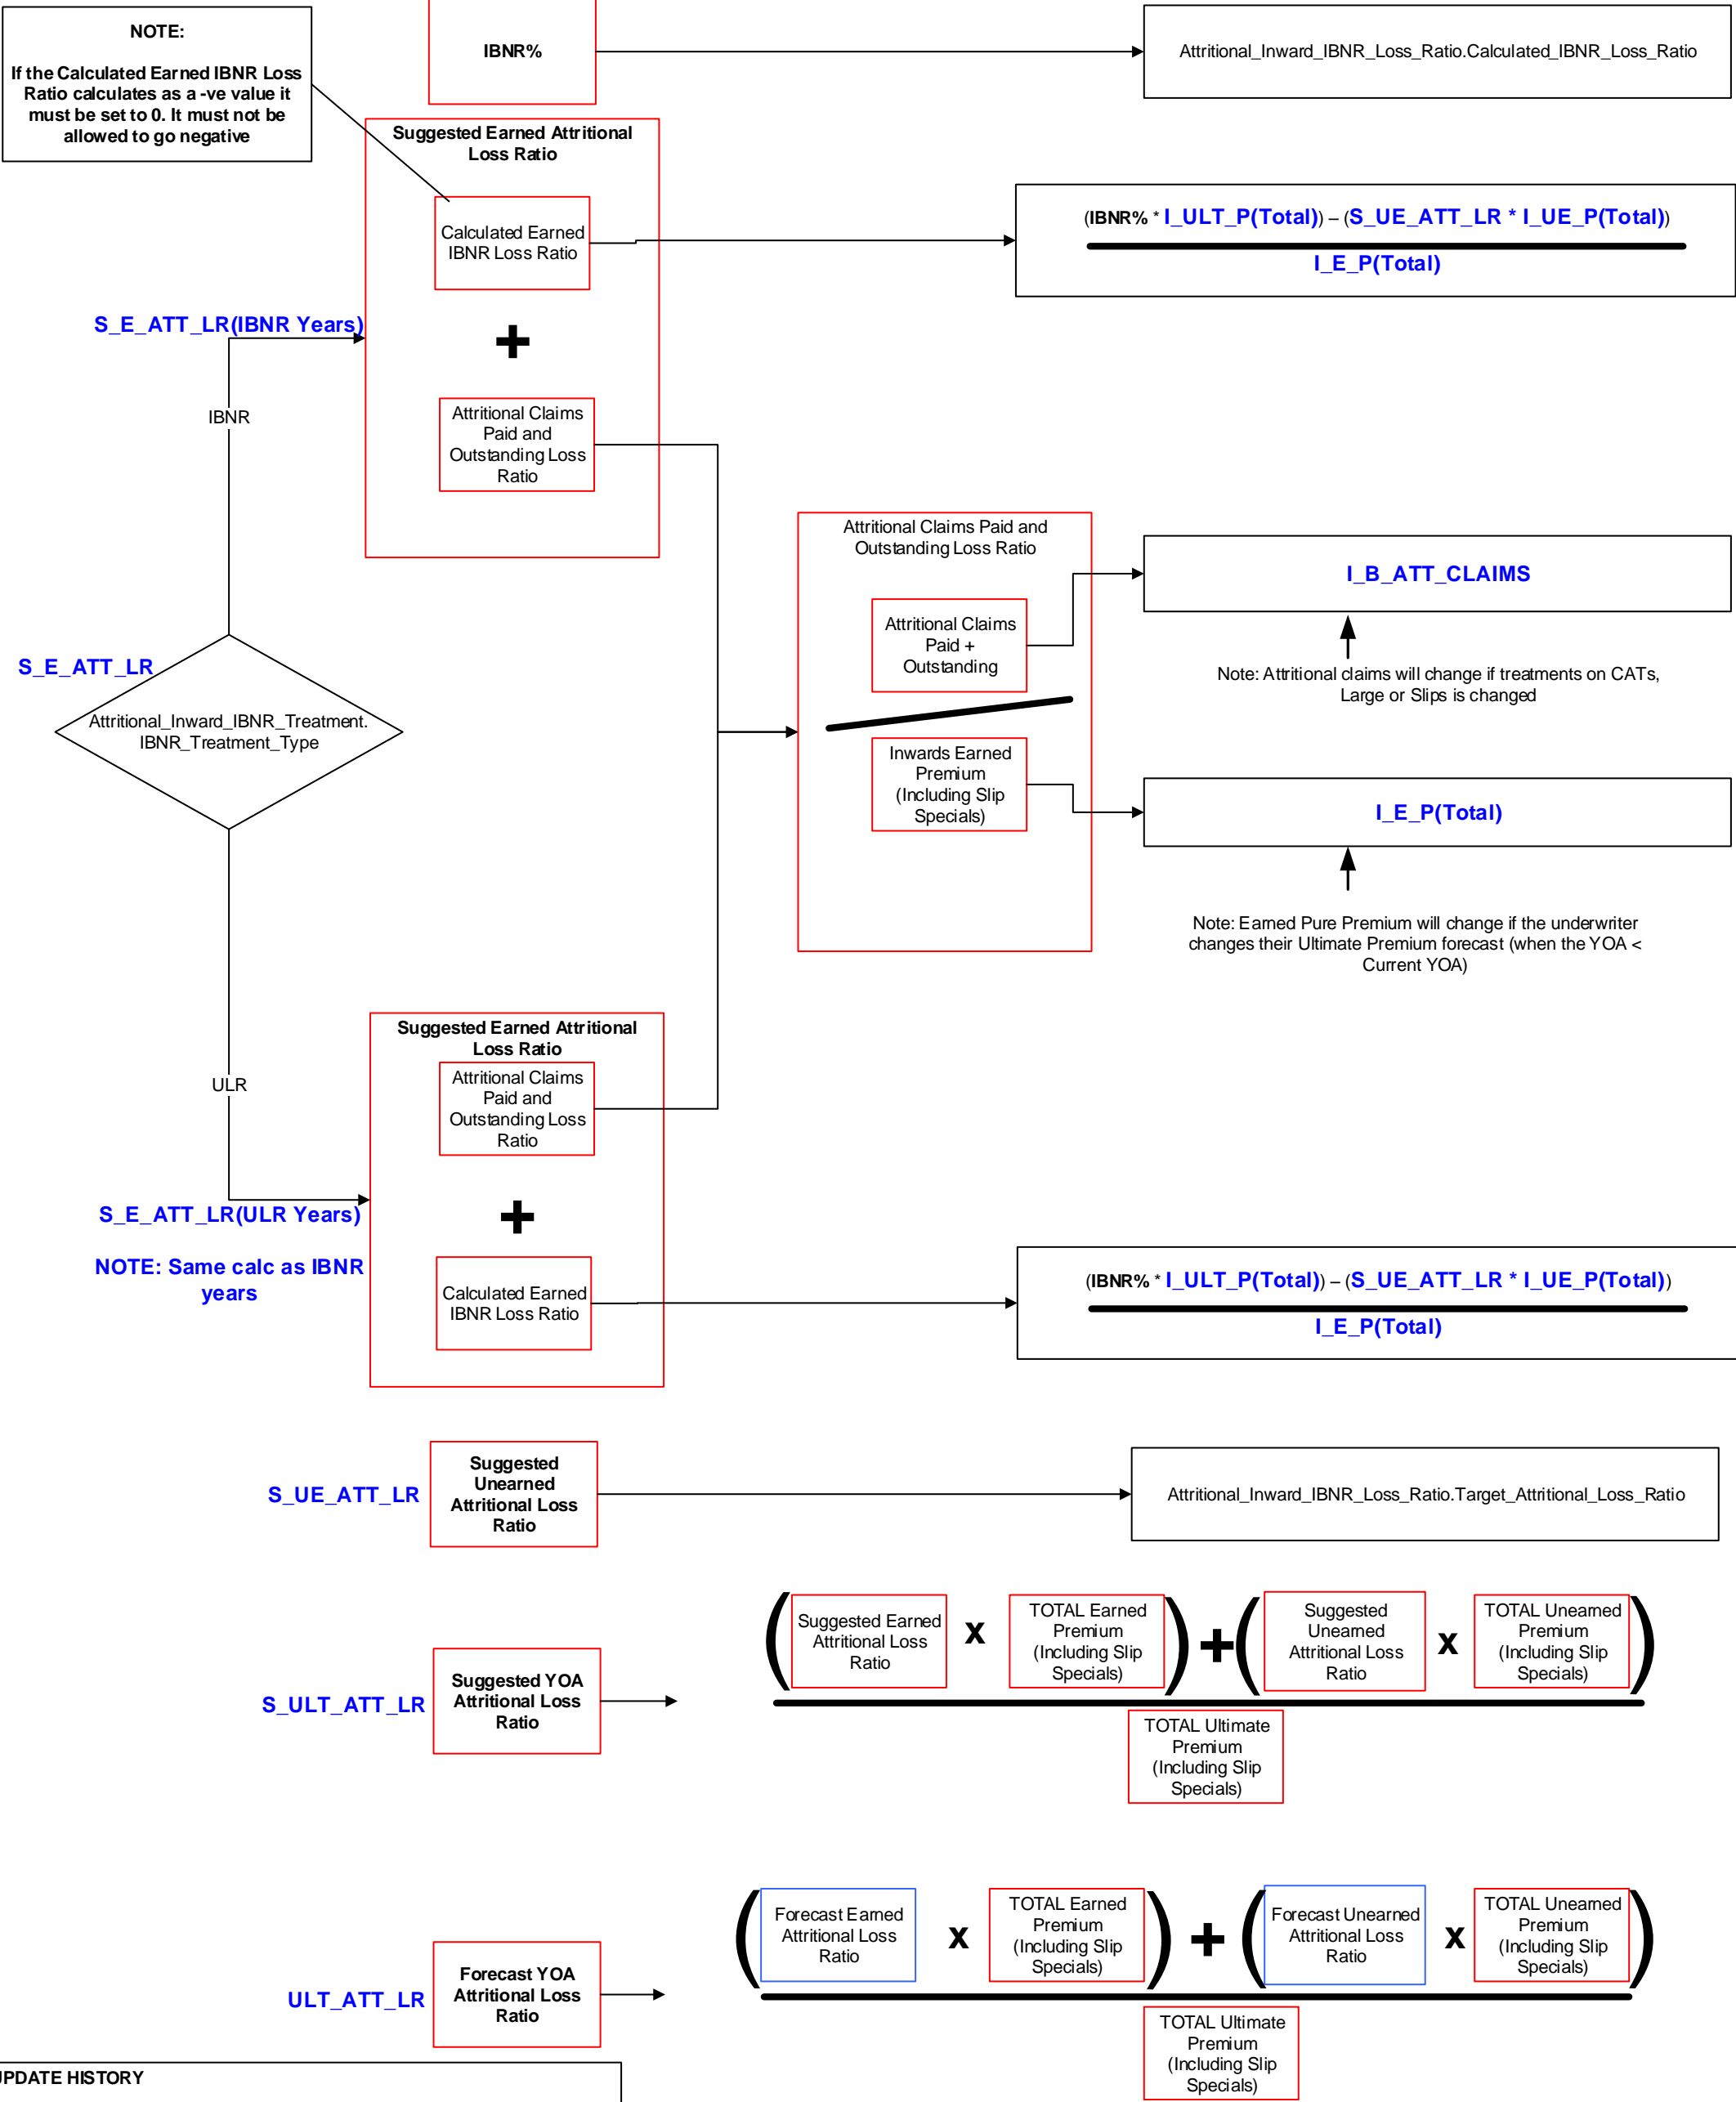 NOTE:
If the Calculated Earned IBNR Loss
Ratio calculates as a -ve value it
must be set to 0. It must not be
allowed to go negative
IBNR%
Attritional_Inward_IBNR_Loss_Ratio.Calculated_IBNR_Loss_Ratio
Suggested Earned Attritional
Loss Ratio
Calculated Earned
IBNR Loss Ratio
(IBNR% * I_ULT_P(Total)) – (S_UE_ATT_LR * I_UE_P(Total))
I_E_P(Total)
S_E_ATT_LR(IBNR Years)
+
IBNR
Attritional Claims
Paid and
Outstanding Loss
Ratio
Attritional Claims Paid and
Outstanding Loss Ratio
I_B_ATT_CLAIMS
Attritional Claims
Paid +
Outstanding
Note: Attritional claims will change if treatments on CATs,
Large or Slips is changed
S_E_ATT_LR
Attritional_Inward_IBNR_Treatment.
IBNR_Treatment_Type
Inwards Earned
Premium
(Including Slip
Specials)
I_E_P(Total)
Note: Earned Pure Premium will change if the underwriter
changes their Ultimate Premium forecast (when the YOA <
Current YOA)
Suggested Earned Attritional
Loss Ratio
Attritional Claims
Paid and
Outstanding Loss
Ratio
ULR
S_E_ATT_LR(ULR Years)
+
NOTE: Same calc as IBNR
years
Calculated Earned
IBNR Loss Ratio
(IBNR% * I_ULT_P(Total)) – (S_UE_ATT_LR * I_UE_P(Total))
I_E_P(Total)
S_UE_ATT_LR
Suggested
Unearned
Attritional Loss
Ratio
Attritional_Inward_IBNR_Loss_Ratio.Target_Attritional_Loss_Ratio
S_ULT_ATT_LR
Suggested YOA
Attritional Loss
Ratio
(
Suggested Earned
Attritional Loss
Ratio
x
TOTAL Earned
Premium
(Including Slip
Specials)
)
+
(
Suggested
Unearned
Attritional Loss
Ratio
x
TOTAL Unearned
Premium
(Including Slip
Specials)
)
TOTAL Ultimate
Premium
(Including Slip
Specials)
ULT_ATT_LR
Forecast YOA
Attritional Loss
Ratio
(
Forecast Earned
Attritional Loss
Ratio
x
TOTAL Earned
Premium
(Including Slip
Specials)
)
+
(
Forecast Unearned
Attritional Loss
Ratio
x
TOTAL Unearned
Premium
(Including Slip
Specials)
)
TOTAL Ultimate
Premium
(Including Slip
Specials)
UPDATE HISTORY